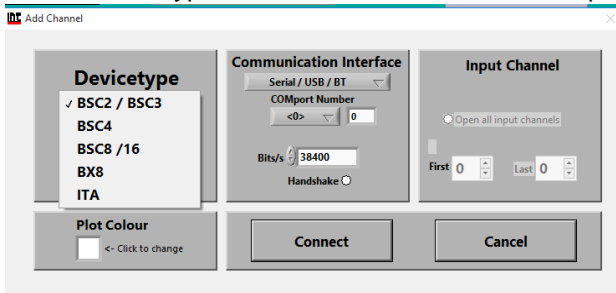 Add Channel
Devicetype
✓ BSC2 / BSC3
BSC4
BSC8 /16
BX8
ITA
Communication Interface
Serial / USB / BT
COMport Number
<0> 0
Bits/s 38400
Handshake
Input Channel
Open all input channels
First 0 Last 0
Plot Colour
<- Click to change
Connect
Cancel